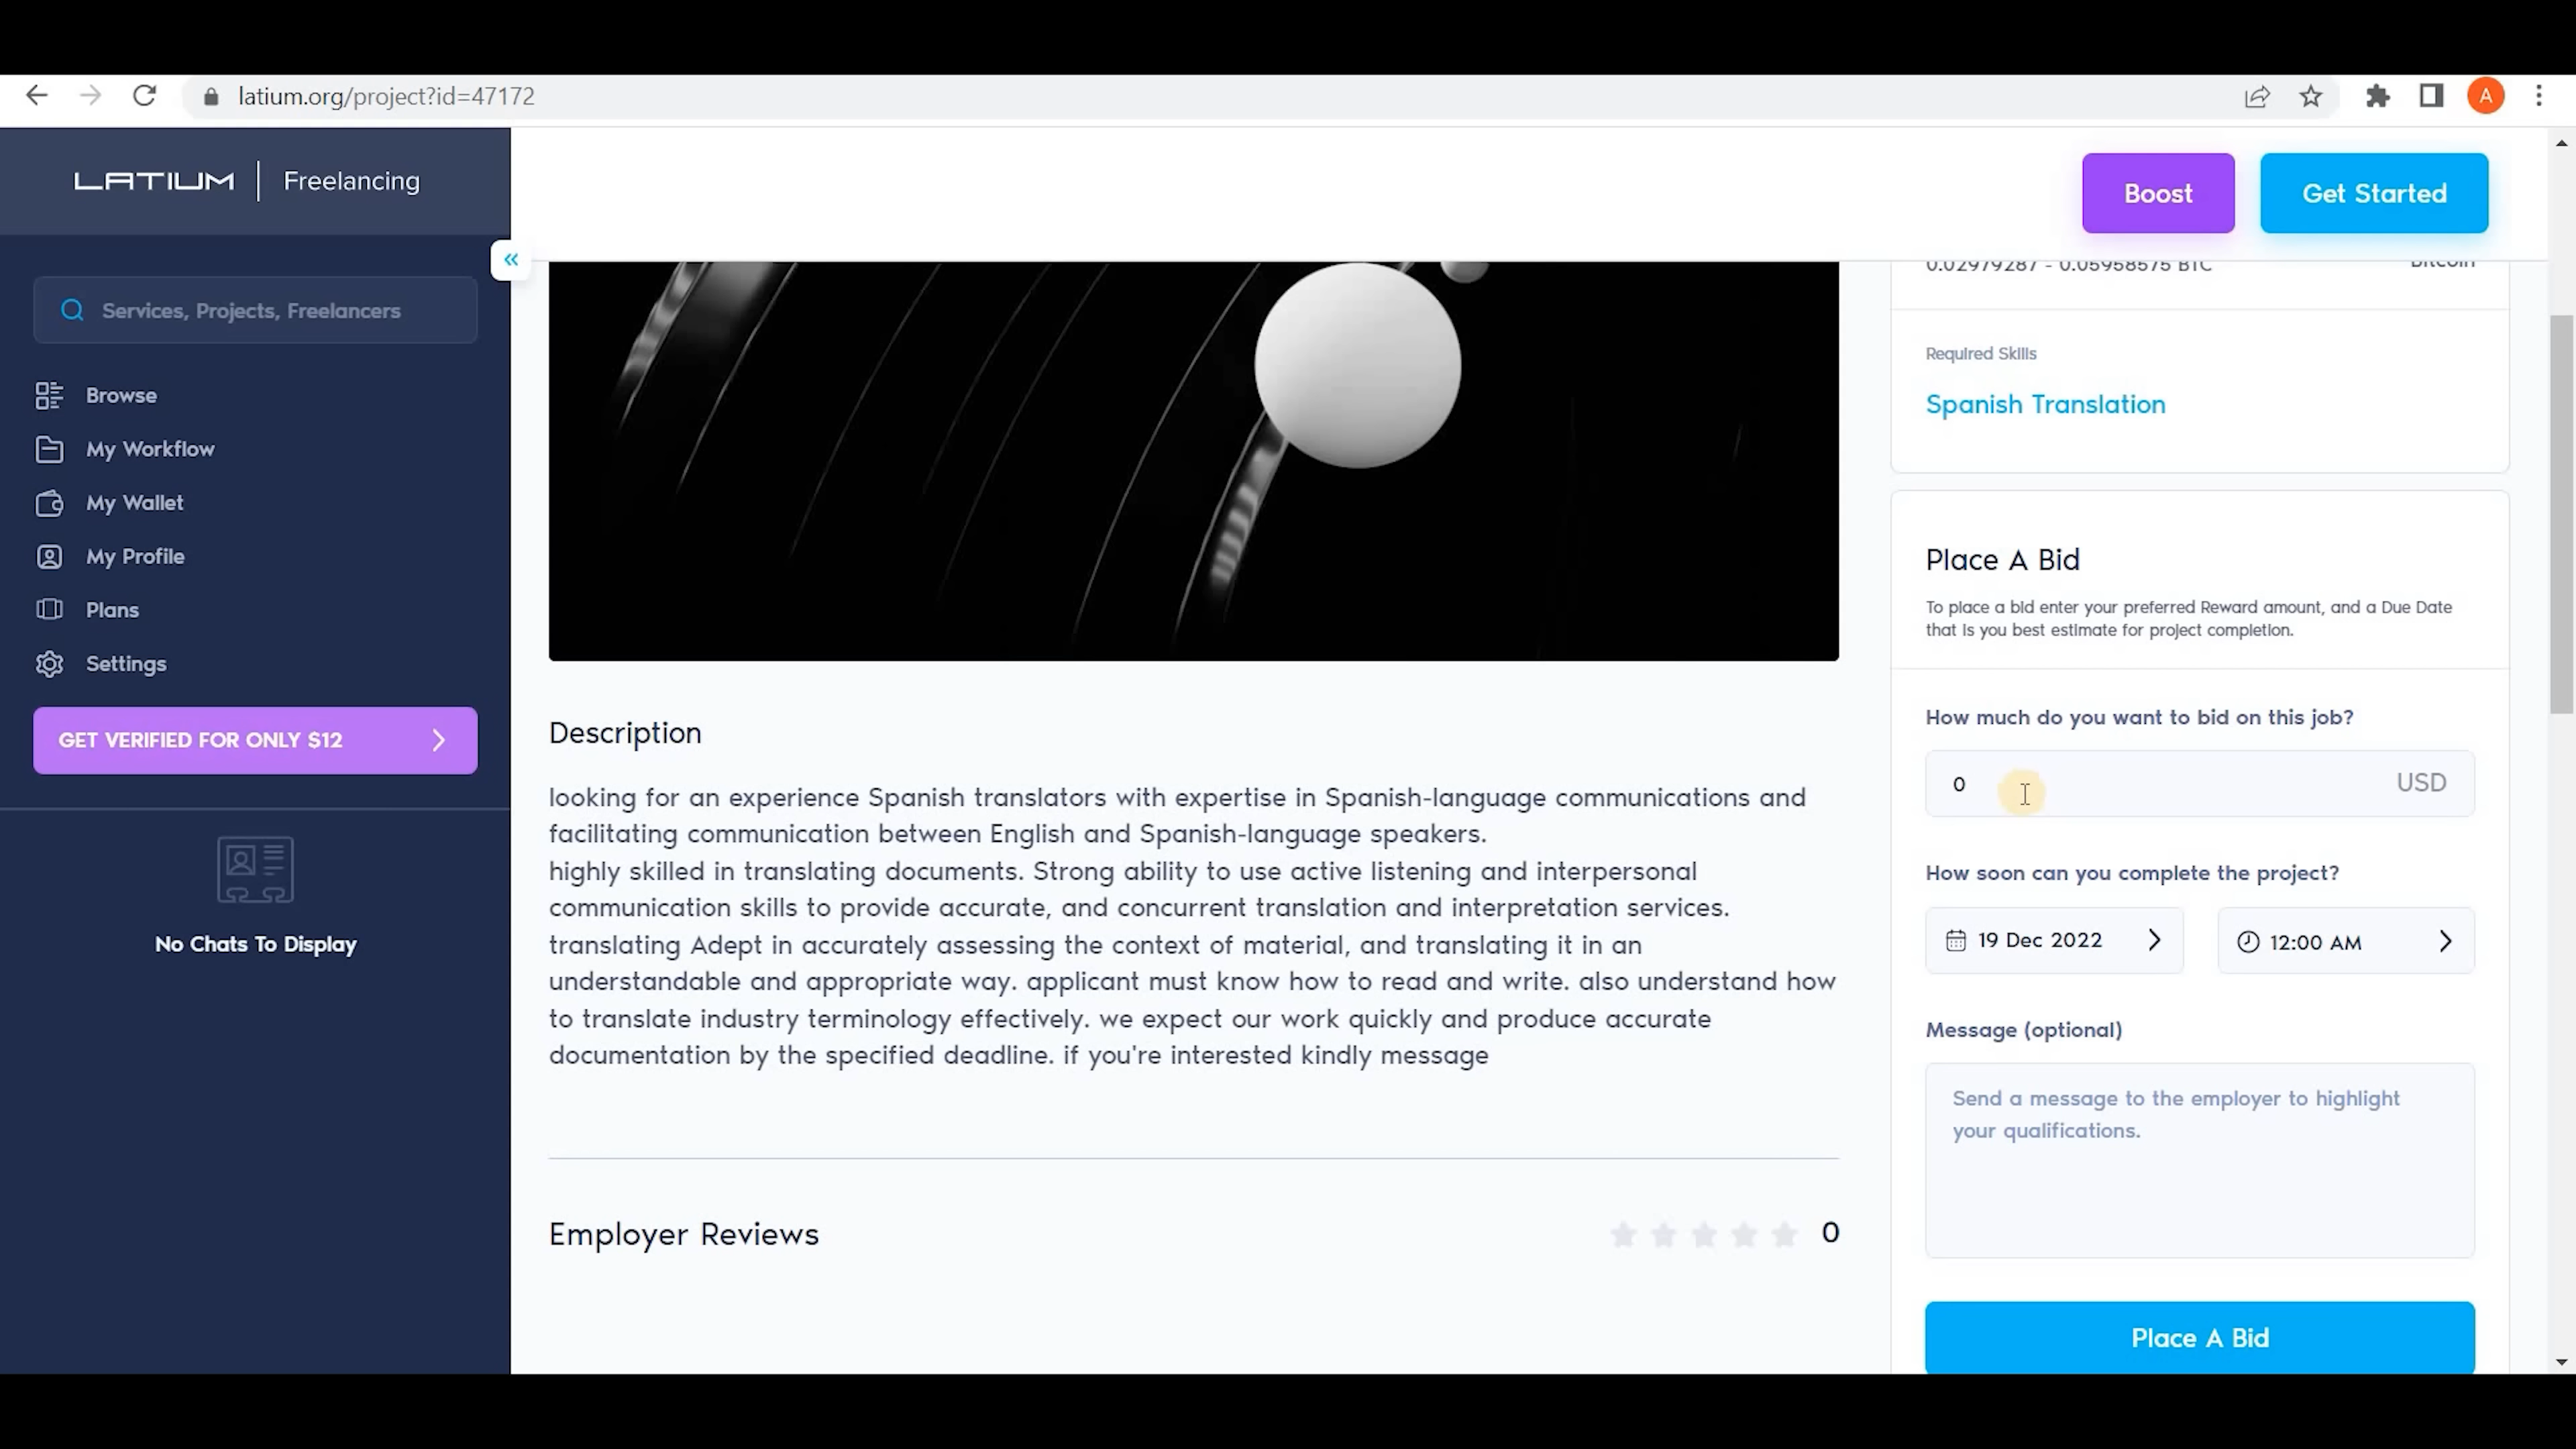 latium.org/project?id=47172
A
LATIUM | Freelancing
Boost
Get Started
Services, Projects, Freelancers
Browse
My Workflow
My Wallet
My Profile
Plans
Settings
GET VERIFIED FOR ONLY $12
No Chats To Display
0.02979287 - 0.05958575 BTC
Bitcoin
Required Skills
Spanish Translation
Description
looking for an experience Spanish translators with expertise in Spanish-language communications and
facilitating communication between English and Spanish-language speakers.
highly skilled in translating documents. Strong ability to use active listening and interpersonal
communication skills to provide accurate, and concurrent translation and interpretation services.
translating Adept in accurately assessing the context of material, and translating it in an
understandable and appropriate way. applicant must know how to read and write. also understand how
to translate industry terminology effectively. we expect our work quickly and produce accurate
documentation by the specified deadline. if you're interested kindly message
Employer Reviews
0
Place A Bid
To place a bid enter your preferred Reward amount, and a Due Date
that is you best estimate for project completion.
How much do you want to bid on this job?
0
USD
How soon can you complete the project?
19 Dec 2022
12:00 AM
Message (optional)
Send a message to the employer to highlight
your qualifications.
Place A Bid